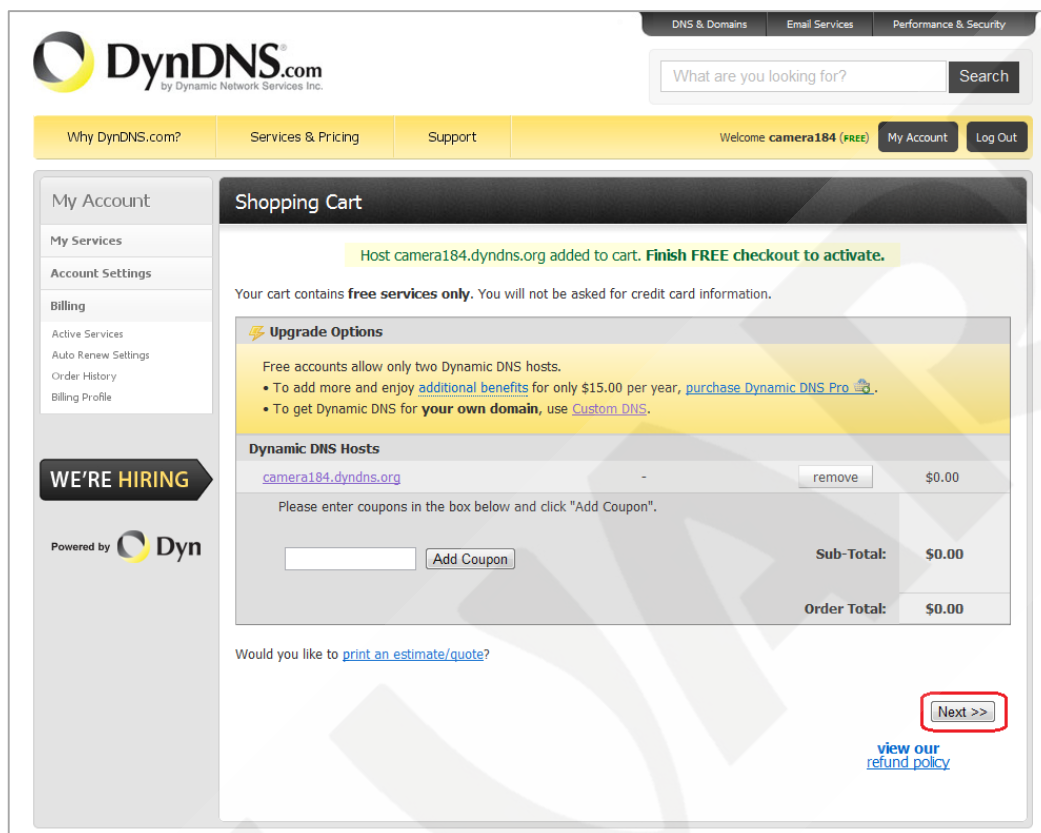 DNS & Domains Email Services Performance & Security
DynDNS.com
by Dynamic Network Services Inc.
What are you looking for? Search
Why DynDNS.com? Services & Pricing Support Welcome camera184 (FREE) My Account Log Out
My Account
My Services
Account Settings
Billing
Active Services
Auto Renew Settings
Order History
Billing Profile
WE'RE HIRING
Powered by Dyn
Shopping Cart
Host camera184.dyndns.org added to cart. Finish FREE checkout to activate.
Your cart contains free services only. You will not be asked for credit card information.
Upgrade Options
Free accounts allow only two Dynamic DNS hosts.
• To add more and enjoy additional benefits for only $15.00 per year, purchase Dynamic DNS Pro .
• To get Dynamic DNS for your own domain, use Custom DNS.
Dynamic DNS Hosts
camera184.dyndns.org - remove $0.00
Please enter coupons in the box below and click "Add Coupon".
Add Coupon Sub-Total: $0.00
Order Total: $0.00
Would you like to print an estimate/quote?
Next >>
view our
refund policy